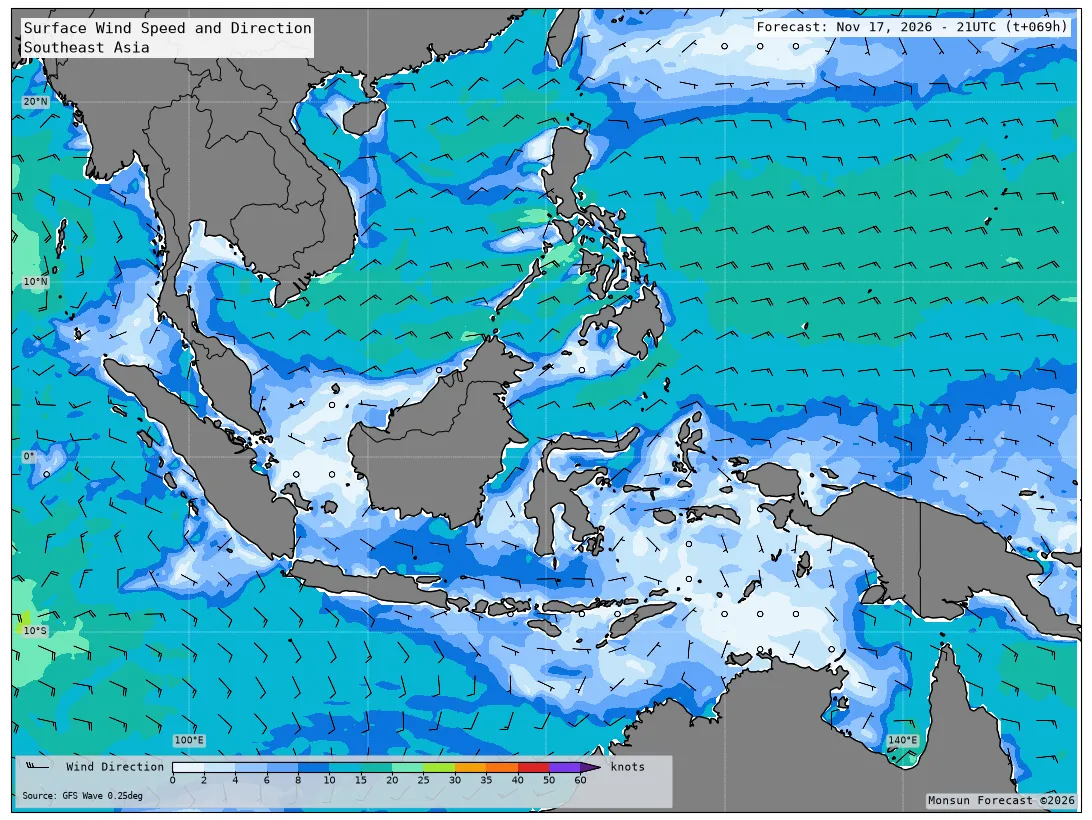 Surface Wind Speed and Direction
Southeast Asia
Forecast: Nov 17, 2026 - 21UTC (t+069h)
20°N
10°N
0°
10°S
100°E
140°E
Wind Direction
knots
0 2 4 6 8 10 15 20 25 30 35 40 50 60
Source: GFS Wave 0.25deg
Monsun Forecast ©2026